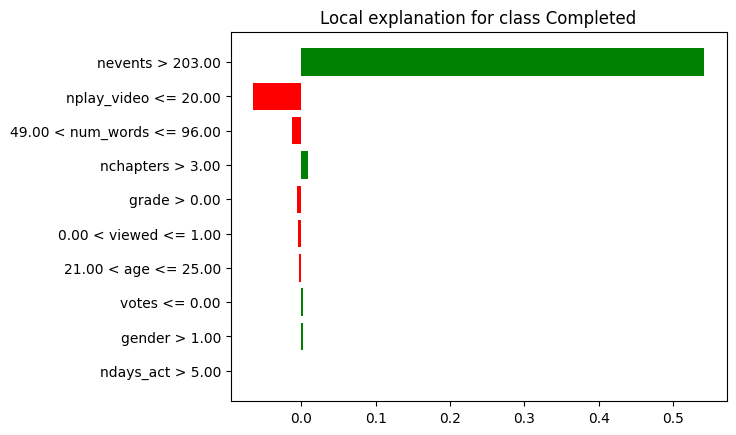 Local explanation for class Completed
nevents > 203.00
nplay_video <= 20.00
49.00 < num_words <= 96.00
nchapters > 3.00
grade > 0.00
0.00 < viewed <= 1.00
21.00 < age <= 25.00
votes <= 0.00
gender > 1.00
ndays_act > 5.00
0.0 0.1 0.2 0.3 0.4 0.5